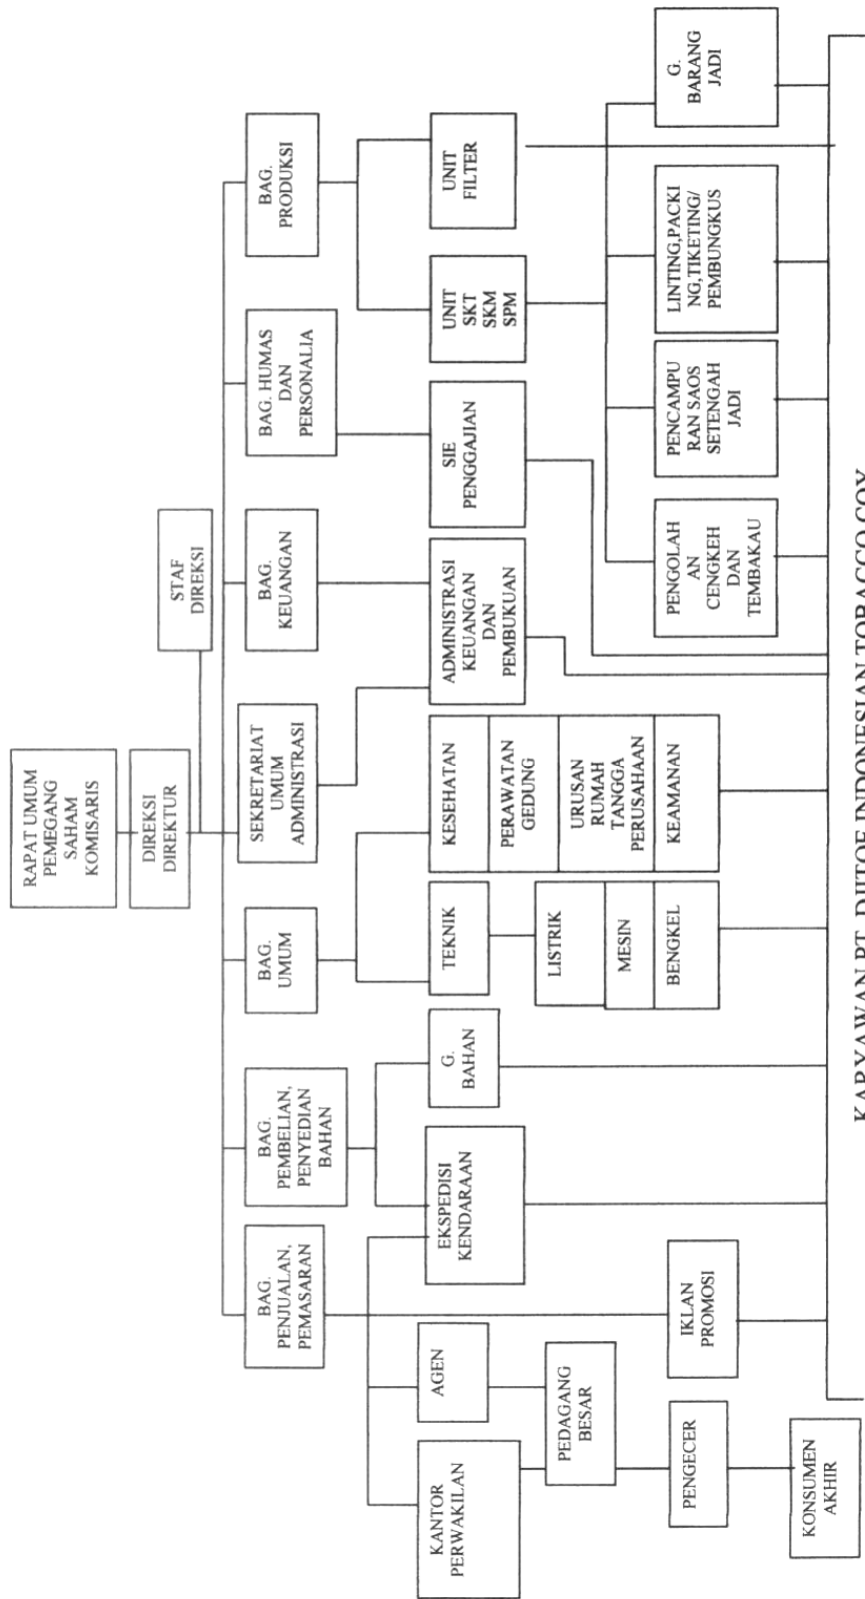 RAPAT UMUM
PEMEGANG
SAHAM
KOMISARIS
DIREKSI
DIREKTUR
STAF
DIREKSI
BAG.
PENJUALAN,
PEMASARAN
BAG.
PEMBELIAN,
PENYEDIAN
BAHAN
BAG.
UMUM
SEKRETARIAT
UMUM
ADMINISTRASI
BAG.
KEUANGAN
BAG. HUMAS
DAN
PERSONALIA
BAG.
PRODUKSI
KANTOR
PERWAKILAN
AGEN
EKSPEDISI
KENDARAAN
G.
BAHAN
TEKNIK
KESEHATAN
PERAWATAN
GEDUNG
URUSAN
RUMAH
TANGGA
PERUSAHAAN
KEAMANAN
ADMINISTRASI
KEUANGAN
DAN
PEMBUKUAN
SIE
PENGGAJIAN
UNIT
SKT
SKM
SPM
UNIT
FILTER
PEDAGANG
BESAR
LISTRIK
MESIN
BENGKEL
PENGECER
IKLAN
PROMOSI
PENGOLAH
AN
CENGKEH
DAN
TEMBAKAU
PENCAMPU
RAN SAOS
SETENGAH
JADI
LINTING,PACKI
NG,TIKETING/
PEMBUNGKUS
G.
BARANG
JADI
KONSUMEN
AKHIR
KARYAWAN PT. DJITOE INDONESIAN TOBACCO COY